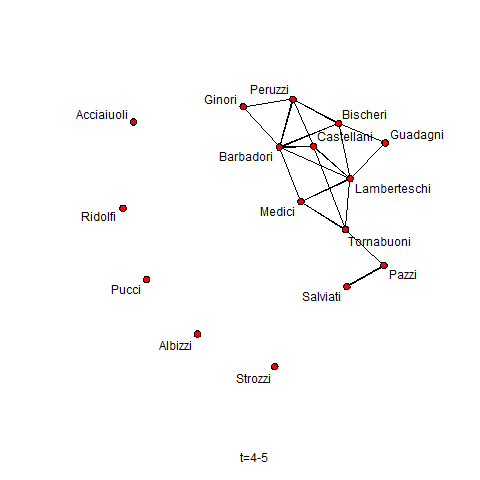 Peruzzi
Ginori
Acciaiuoli
Bischeri
Castellani
Guadagni
Barbadori
Lamberteschi
Medici
Ridolfi
Tornabuoni
Pazzi
Pucci
Salviati
Albizzi
Strozzi
t=4-5